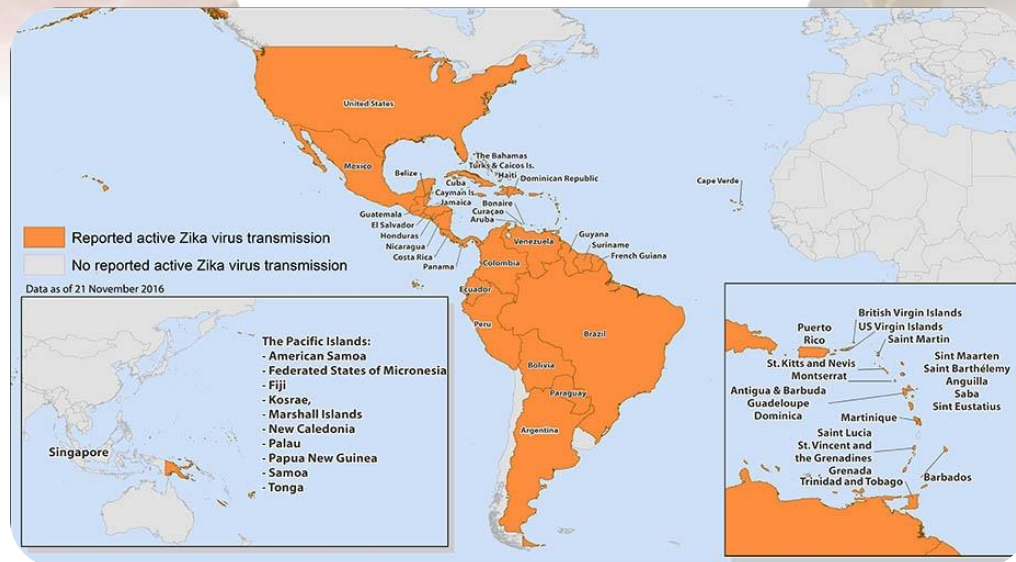 United States
Mexico
Belize
The Bahamas
Turks & Caicos Is.
Haiti
Dominican Republic
Cuba
Cayman Is.
Jamaica
Bonaire
Curaçao
Aruba
Cape Verde
Guatemala
El Salvador
Honduras
Nicaragua
Costa Rica
Panama
Venezuela
Colombia
Guyana
Suriname
French Guiana
Ecuador
Peru
Brazil
Bolivia
Paraguay
Argentina
Reported active Zika virus transmission
No reported active Zika virus transmission
Data as of 21 November 2016
The Pacific Islands:
- American Samoa
- Federated States of Micronesia
- Fiji
- Kosrae,
- Marshall Islands
- New Caledonia
- Palau
- Papua New Guinea
- Samoa
- Tonga
Singapore
British Virgin Islands
US Virgin Islands
Saint Martin
Puerto
Rico
St. Kitts and Nevis
Montserrat
Sint Maarten
Saint Barthélemy
Anguilla
Saba
Sint Eustatius
Antigua & Barbuda
Guadeloupe
Dominica
Martinique
Saint Lucia
St. Vincent and
the Grenadines
Grenada
Trinidad and Tobago
Barbados